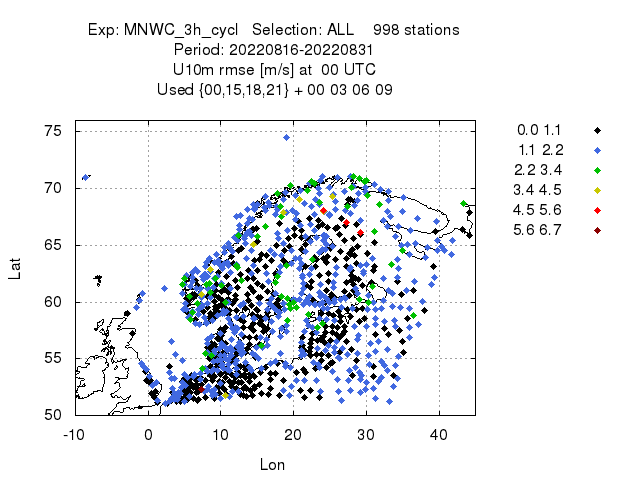 Exp: MNWC_3h_cycl   Selection: ALL    998 stations
Period: 20220816-20220831
U10m rmse [m/s] at  00 UTC
Used {00,15,18,21} + 00 03 06 09
75
70
65
60
55
50
Lat
-10 0 10 20 30 40
Lon
0.0 1.1
1.1 2.2
2.2 3.4
3.4 4.5
4.5 5.6
5.6 6.7